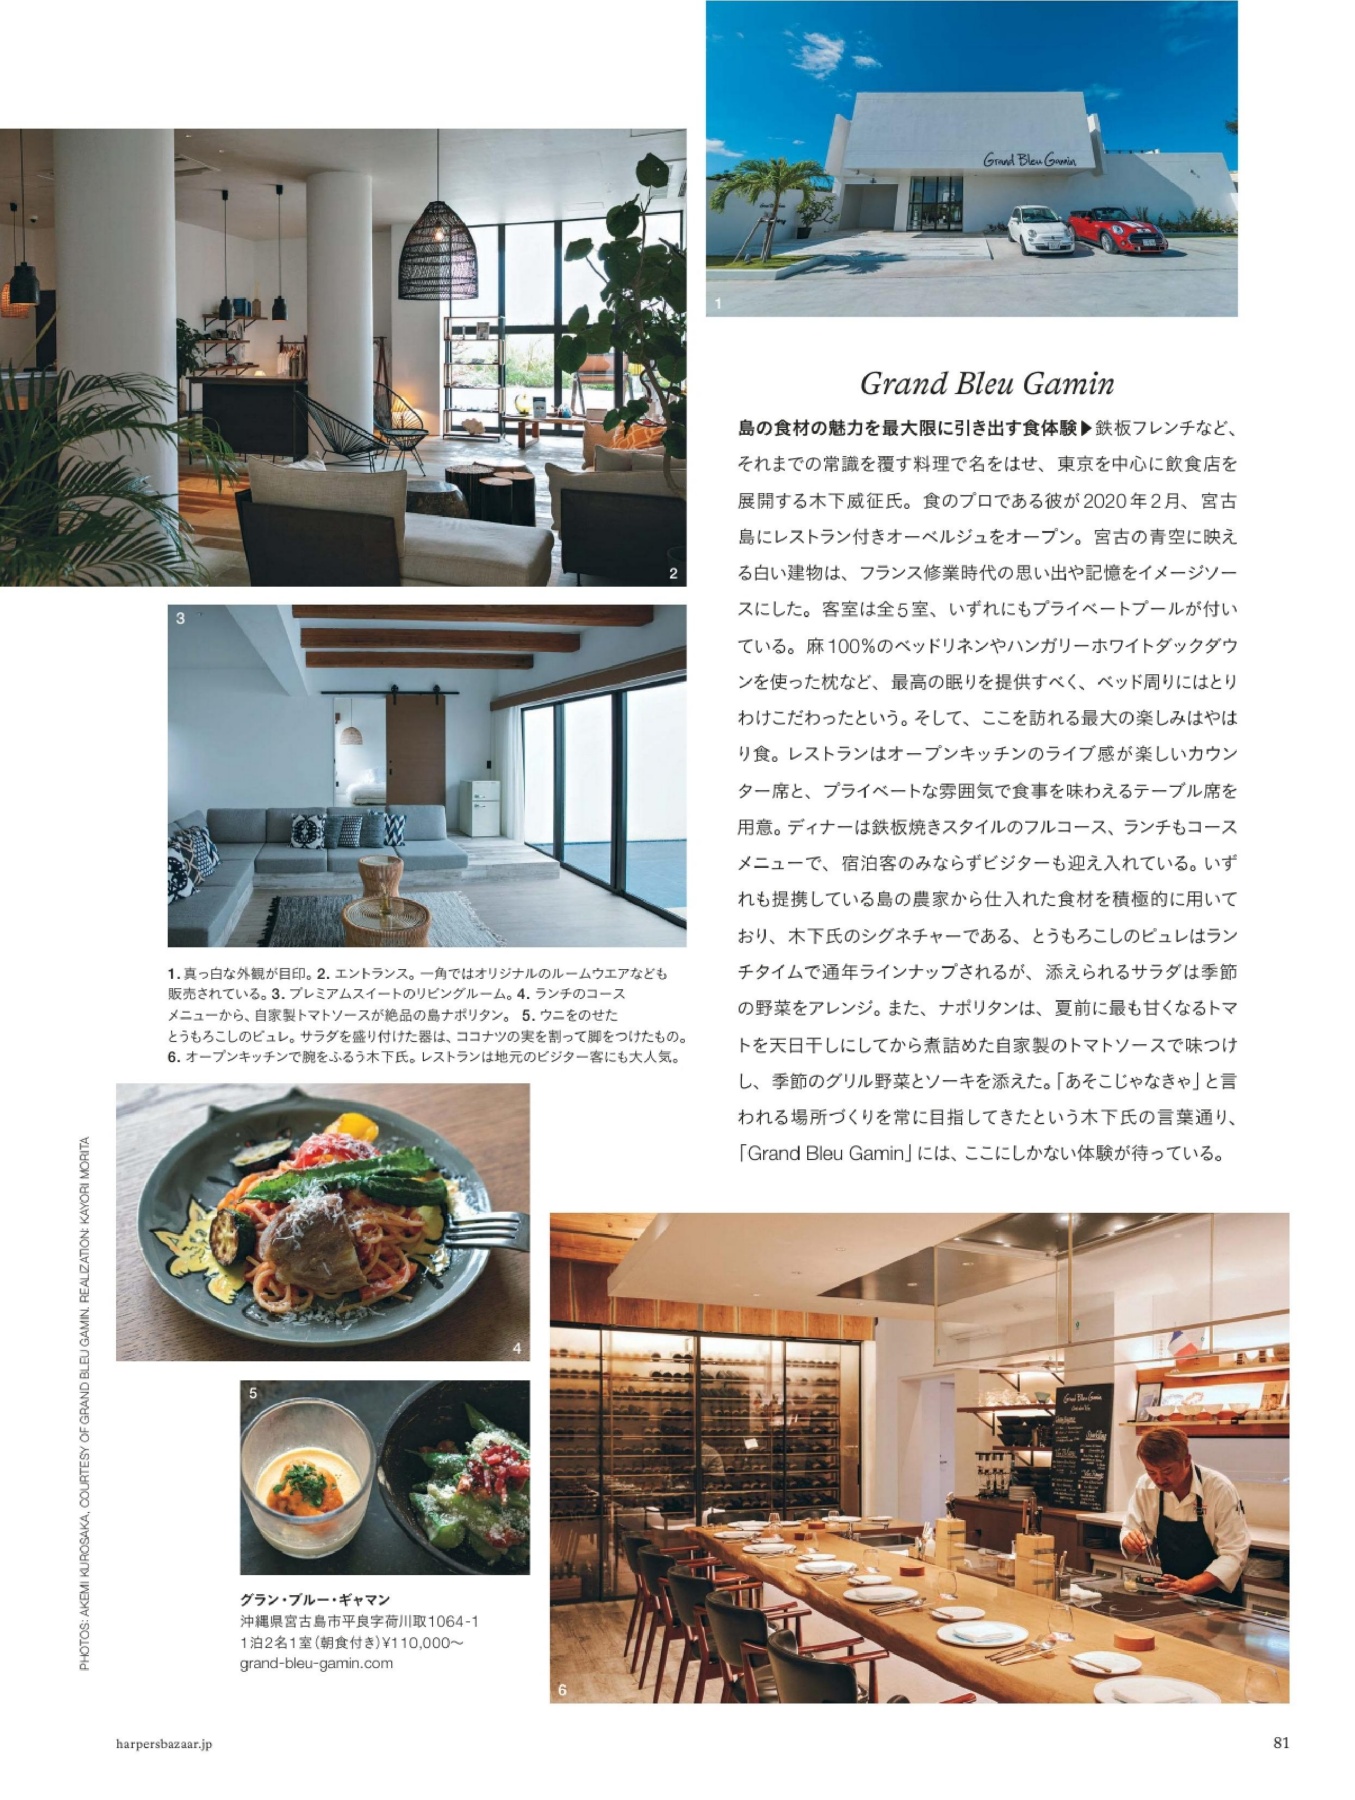 Grand Bleu Gamin
1
2
3
Grand Bleu Gamin
島の食材の魅力を最大限に引き出す食体験▶鉄板フレンチなど、
それまでの常識を覆す料理で名をはせ、東京を中心に飲食店を
展開する木下威征氏。食のプロである彼が2020年2月、宮古
島にレストラン付きオーベルジュをオープン。宮古の青空に映え
る白い建物は、フランス修業時代の思い出や記憶をイメージソー
スにした。客室は全5室、いずれにもプライベートプールが付い
ている。麻100%のベッドリネンやハンガリーホワイトダックダウ
ンを使った枕など、最高の眠りを提供すべく、ベッド周りにはとり
わけこだわったという。そして、ここを訪れる最大の楽しみはやは
り食。レストランはオープンキッチンのライブ感が楽しいカウン
ター席と、プライベートな雰囲気で食事を味わえるテーブル席を
用意。ディナーは鉄板焼きスタイルのフルコース、ランチもコース
メニューで、宿泊客のみならずビジターも迎え入れている。いず
れも提携している島の農家から仕入れた食材を積極的に用いて
おり、木下氏のシグネチャーである、とうもろこしのピュレはラン
チタイムで通年ラインナップされるが、添えられるサラダは季節
の野菜をアレンジ。また、ナポリタンは、夏前に最も甘くなるトマ
トを天日干しにしてから煮詰めた自家製のトマトソースで味つけ
し、季節のグリル野菜とソーキを添えた。「あそこじゃなきゃ」と言
われる場所づくりを常に目指してきたという木下氏の言葉通り、
「Grand Bleu Gamin」には、ここにしかない体験が待っている。
1. 真っ白な外観が目印。2. エントランス。一角ではオリジナルのルームウエアなども
販売されている。3. プレミアムスイートのリビングルーム。4. ランチのコース
メニューから、自家製トマトソースが絶品の島ナポリタン。 5. ウニをのせた
とうもろこしのピュレ。サラダを盛り付けた器は、ココナツの実を割って脚をつけたもの。
6. オープンキッチンで腕をふるう木下氏。レストランは地元のビジター客にも大人気。
4
5
6
Grand Bleu Gamin
グラン・ブルー・ギャマン
沖縄県宮古島市平良字荷川取1064-1
1泊2名1室(朝食付き)¥110,000〜
grand-bleu-gamin.com
PHOTOS: AKEMI KUROSAKA, COURTESY OF GRAND BLEU GAMIN. REALIZATION: KAYORI MORITA
harpersbazaar.jp
81